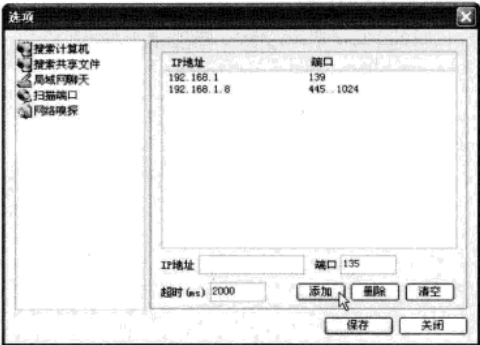 选项
搜索计算机
搜索共享文件
局域网聊天
扫描端口
网络嗅探
IP地址 端口
192.168.1 139
192.168.1.8 445..1024
IP地址 端口 135
超时(ms) 2000 添加 删除 清空
保存 关闭